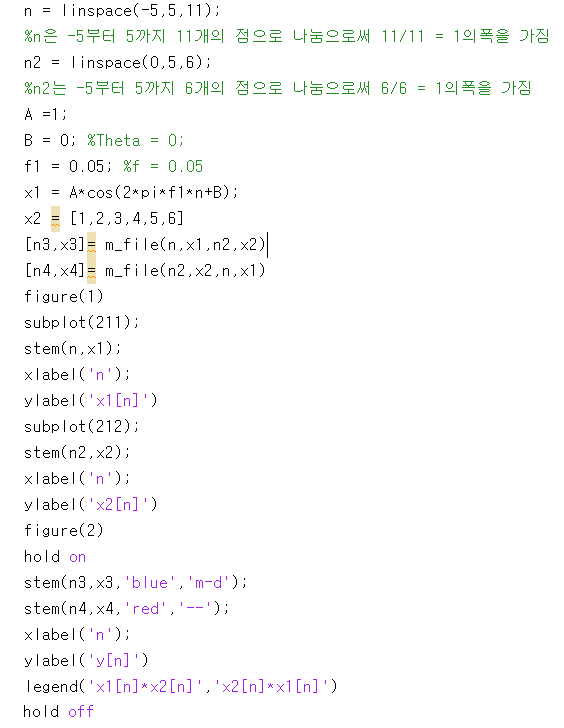 n = linspace(-5,5,11);
%n은 -5부터 5까지 11개의 점으로 나눔으로써 11/11 = 1의폭을 가짐
n2 = linspace(0,5,6);
%n2는 -5부터 5까지 6개의 점으로 나눔으로써 6/6 = 1의폭을 가짐
A =1;
B = 0; %Theta = 0;
f1 = 0.05; %f = 0.05
x1 = A*cos(2*pi*f1*n+B);
x2 = [1,2,3,4,5,6]
[n3,x3]= m_file(n,x1,n2,x2)
[n4,x4]= m_file(n2,x2,n,x1)
figure(1)
subplot(211);
stem(n,x1);
xlabel('n');
ylabel('x1[n]')
subplot(212);
stem(n2,x2);
xlabel('n');
ylabel('x2[n]')
figure(2)
hold on
stem(n3,x3,'blue','m-d');
stem(n4,x4,'red','--');
xlabel('n');
ylabel('y[n]')
legend('x1[n]*x2[n]','x2[n]*x1[n]')
hold off